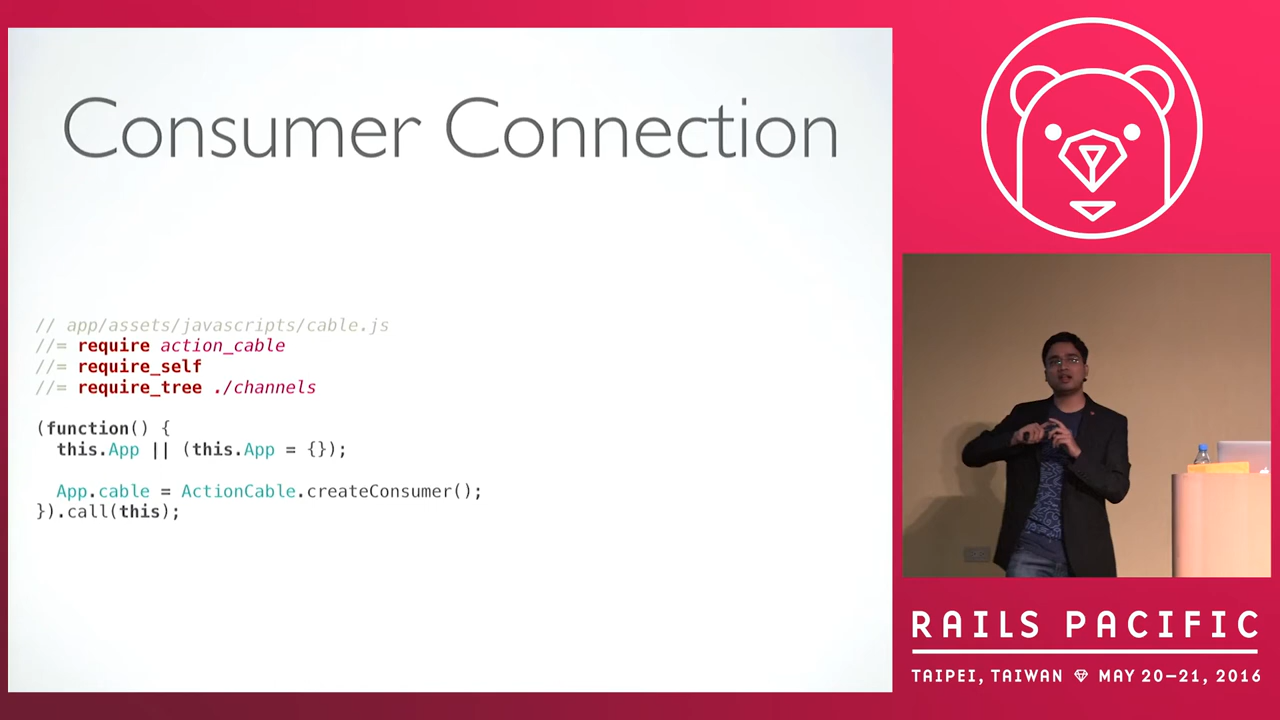 Consumer Connection
// app/assets/javascripts/cable.js
//= require action_cable
//= require_self
//= require_tree ./channels
(function() {
this.App || (this.App = {});
App.cable = ActionCable.createConsumer();
}).call(this);
RAILS PACIFIC
TAIPEI, TAIWAN MAY 20–21, 2016